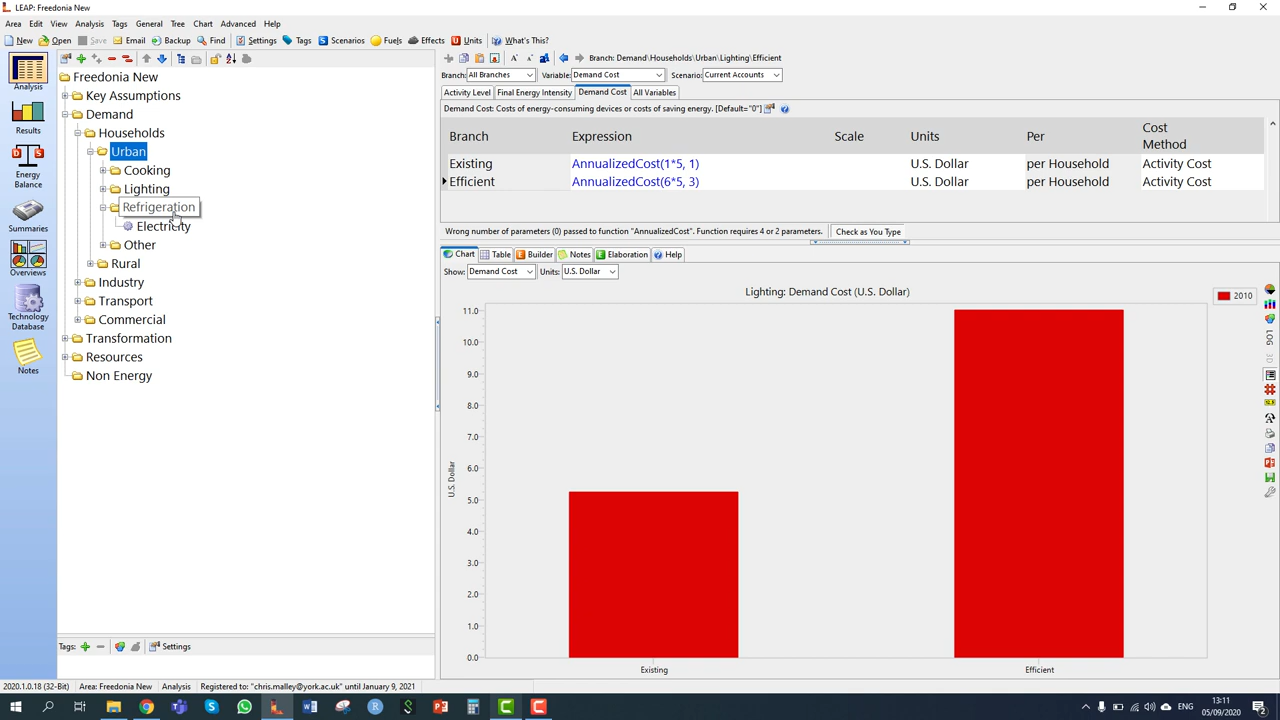 LEAP: Freedonia New
Area Edit View Analysis Tags General Tree Chart Advanced Help
New Open Save Email Backup Find Settings Tags Scenarios Fuels Effects Units What's This?
Analysis
Results
Energy
Balance
Summaries
Overviews
Technology
Database
Notes
Freedonia New
Key Assumptions
Demand
Households
Urban
Cooking
Lighting
Refrigeration
Electricity
Other
Rural
Industry
Transport
Commercial
Transformation
Resources
Non Energy
Tags: Settings
Branch: Demand\Households\Urban\Lighting\Efficient
Branch: All Branches Variable: Demand Cost Scenario: Current Accounts
Activity Level Final Energy Intensity Demand Cost All Variables
Demand Cost: Costs of energy-consuming devices or costs of saving energy. [Default="0"]
Branch Expression Scale Units Per Cost Method
Existing AnnualizedCost(1*5, 1) U.S. Dollar per Household Activity Cost
Efficient AnnualizedCost(6*5, 3) U.S. Dollar per Household Activity Cost
Wrong number of parameters (0) passed to function "AnnualizedCost". Function requires 4 or 2 parameters. Check as You Type
Chart Table Builder Notes Elaboration Help
Show: Demand Cost Units: U.S. Dollar
Lighting: Demand Cost (U.S. Dollar)
2010
LOG
3D
U.S. Dollar
11.0
10.0
9.0
8.0
7.0
6.0
5.0
4.0
3.0
2.0
1.0
0.0
Existing Efficient
2020.1.0.18 (32-Bit) Area: Freedonia New Analysis Registered to: "chris.malley@york.ac.uk" until January 9, 2021
ENG
13:11
05/09/2020
2